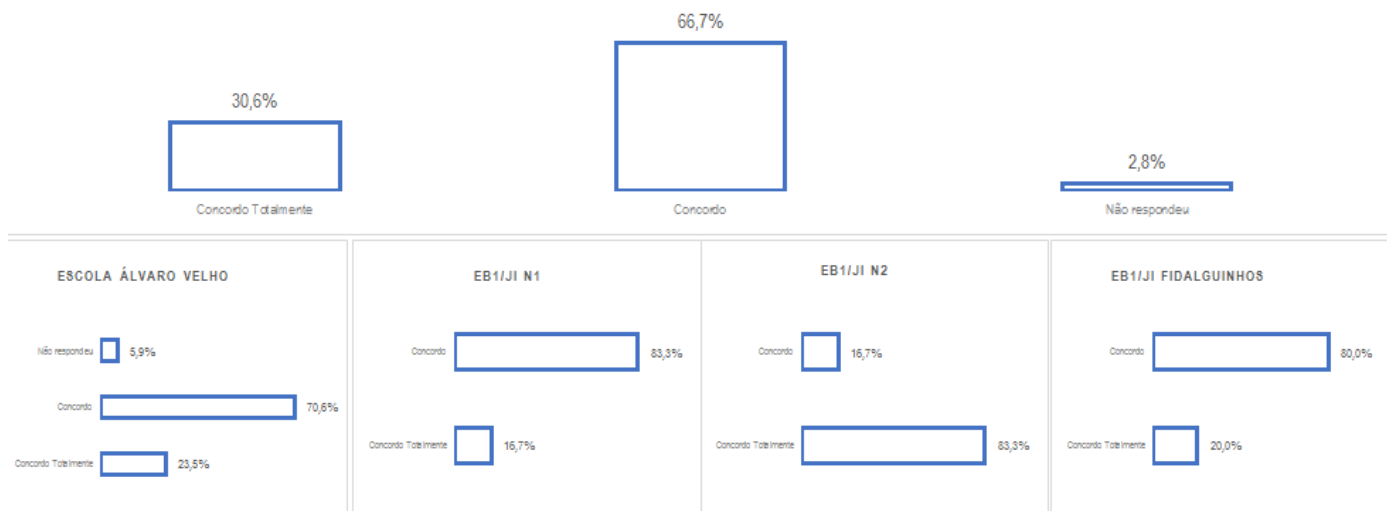 66,7%
30,6%
2,8%
Concordo Totalmente
Concordo
Não respondeu
ESCOLA ÁLVARO VELHO
Não respondeu
5,9%
Concordo
70,6%
Concordo Totalmente
23,5%
EB1/JI N1
Concordo
83,3%
Concordo Totalmente
16,7%
EB1/JI N2
Concordo
16,7%
Concordo Totalmente
83,3%
EB1/JI FIDALGUINHOS
Concordo
80,0%
Concordo Totalmente
20,0%